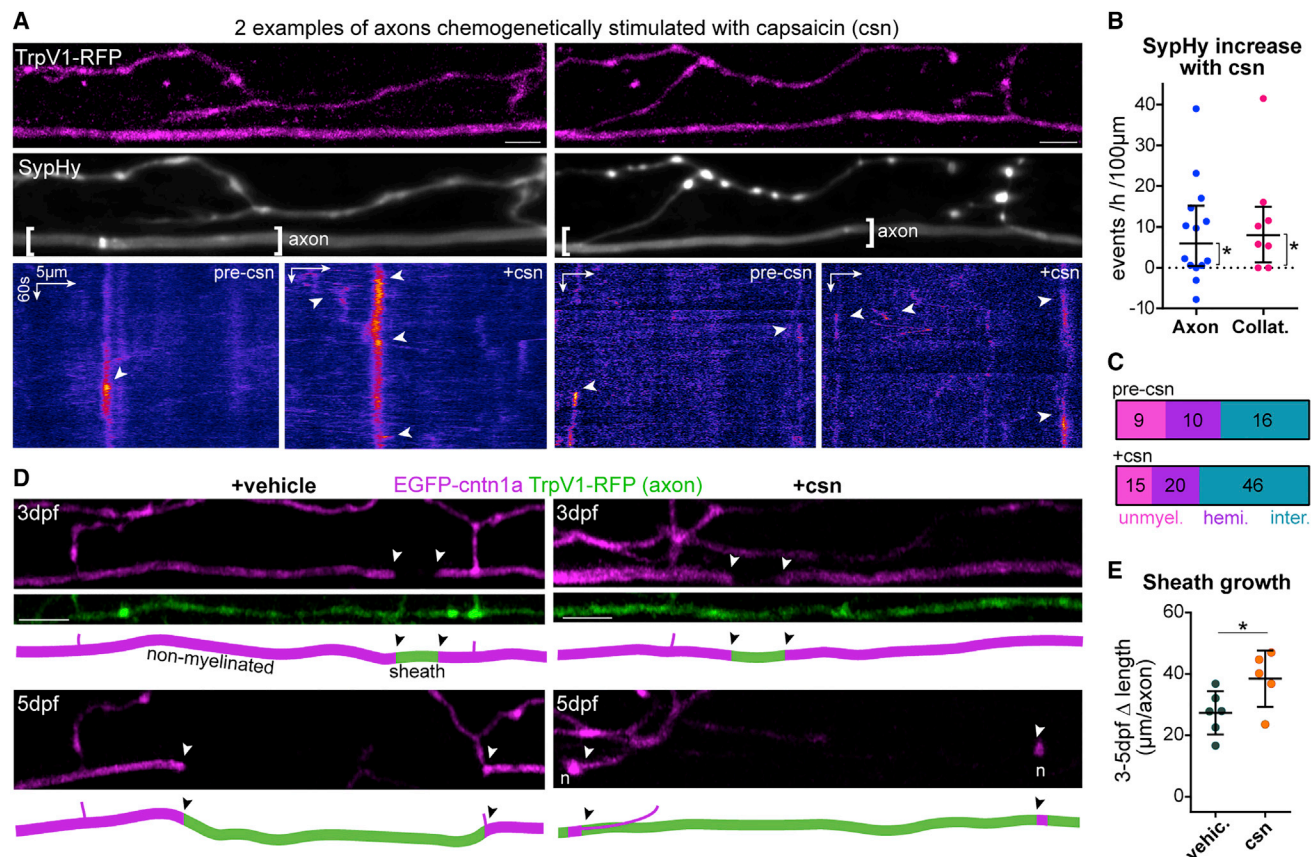 A
2 examples of axons chemogenetically stimulated with capsaicin (csn)
TrpV1-RFP
SypHy
[ ] axon
[ ] axon
5µm
60s
pre-csn
+csn
pre-csn
+csn
B
SypHy increase
with csn
events /h /100µm
40
30
20
10
0
-10
*
*
Axon Collat.
C
pre-csn
9 10 16
+csn
15 20 46
unmyel. hemi. inter.
D
+vehicle EGFP-cntn1a TrpV1-RFP (axon) +csn
3dpf
3dpf
non-myelinated
sheath
5dpf
5dpf
n
n
E
Sheath growth
3-5dpf Δ length
(µm/axon)
60
40
20
0
*
vehic. csn